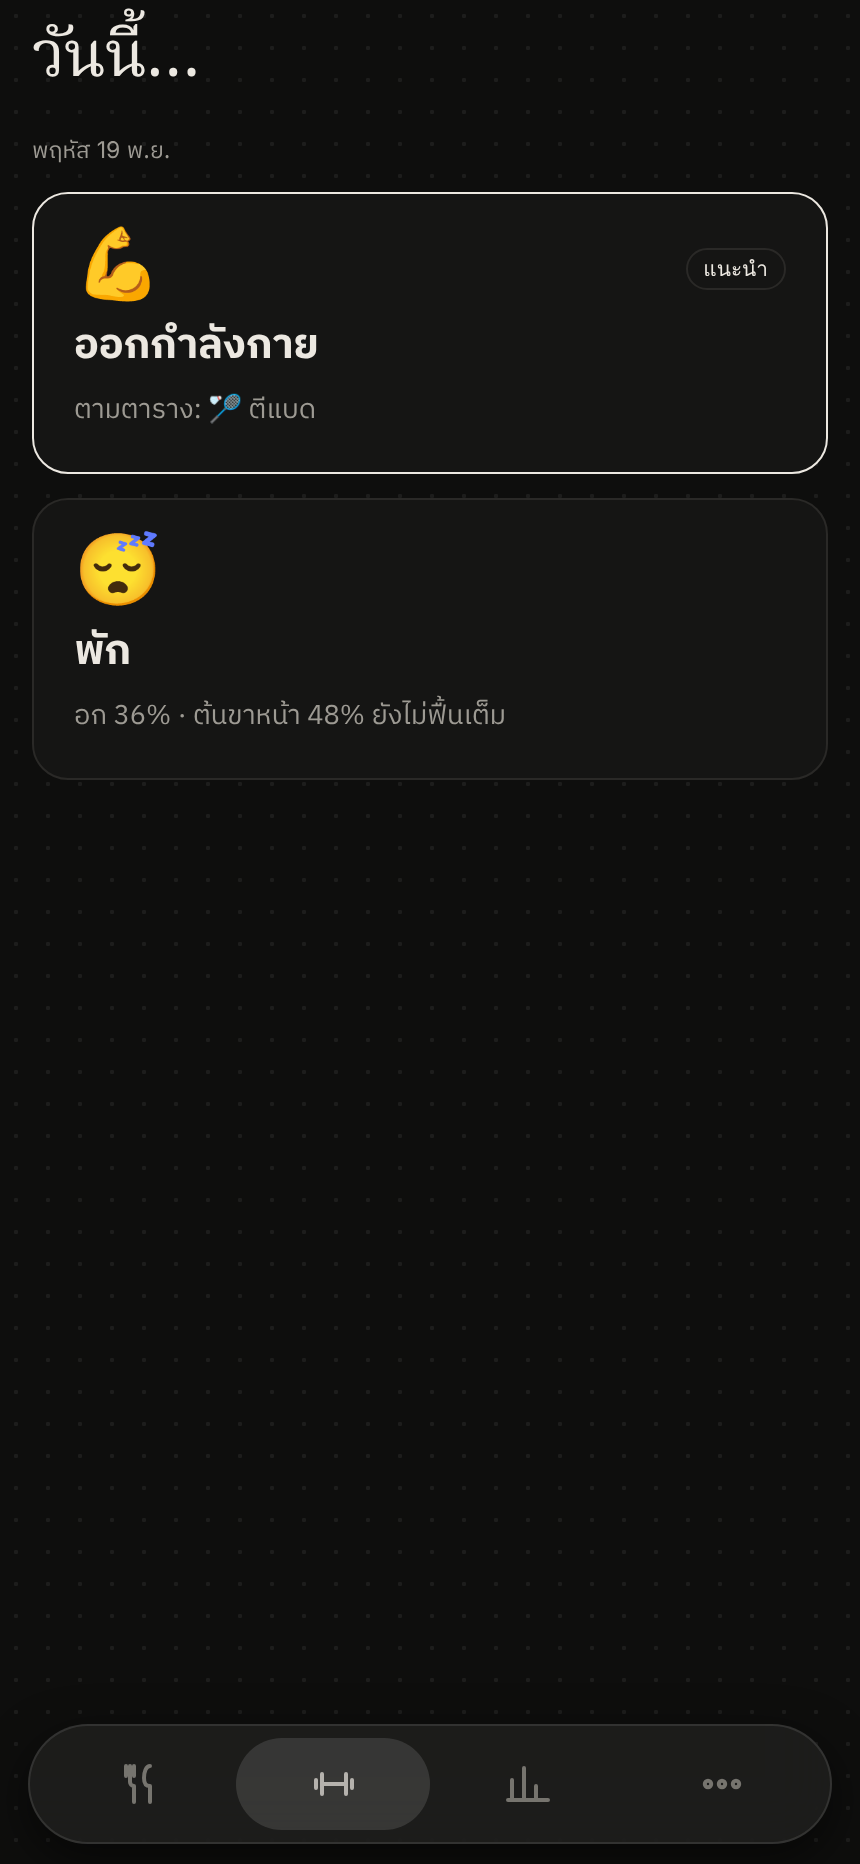 วันนี้...
พฤหัส 19 พ.ย.
แนะนำ
ออกกำลังกาย
ตามตาราง: 🏸 ตีแบด
พัก
อก 36% · ต้นขาหน้า 48% ยังไม่ฟื้นเต็ม